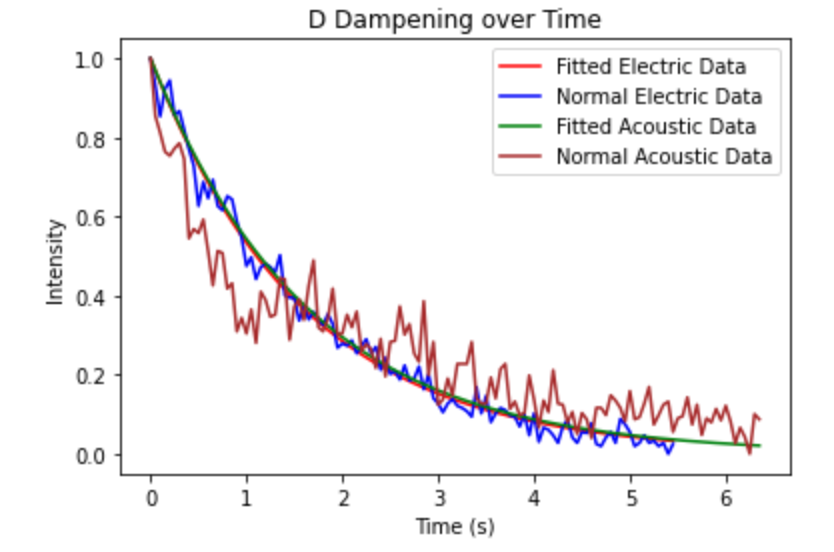 D Dampening over Time
Fitted Electric Data
Normal Electric Data
Fitted Acoustic Data
Normal Acoustic Data
Intensity
1.0
0.8
0.6
0.4
0.2
0.0
0 1 2 3 4 5 6
Time (s)